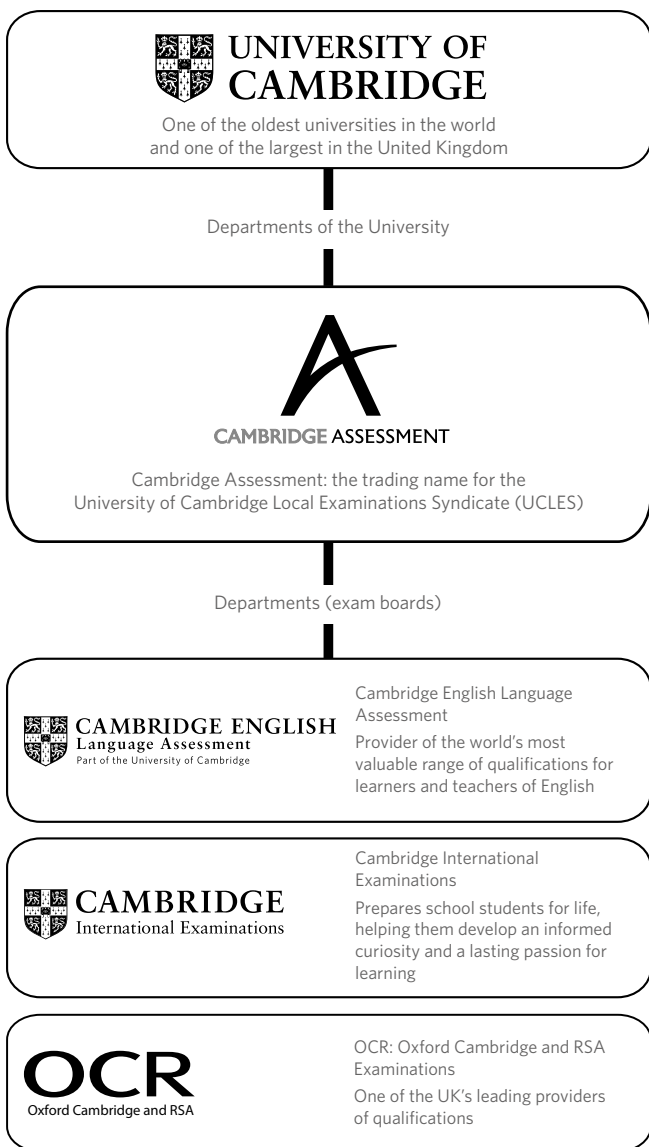 UNIVERSITY OF
CAMBRIDGE
One of the oldest universities in the world
and one of the largest in the United Kingdom
Departments of the University
CAMBRIDGE ASSESSMENT
Cambridge Assessment: the trading name for the
University of Cambridge Local Examinations Syndicate (UCLES)
Departments (exam boards)
CAMBRIDGE ENGLISH
Language Assessment
Part of the University of Cambridge
Cambridge English Language
Assessment
Provider of the world's most
valuable range of qualifications for
learners and teachers of English
CAMBRIDGE
International Examinations
Cambridge International
Examinations
Prepares school students for life,
helping them develop an informed
curiosity and a lasting passion for
learning
OCR
Oxford Cambridge and RSA
OCR: Oxford Cambridge and RSA
Examinations
One of the UK's leading providers
of qualifications